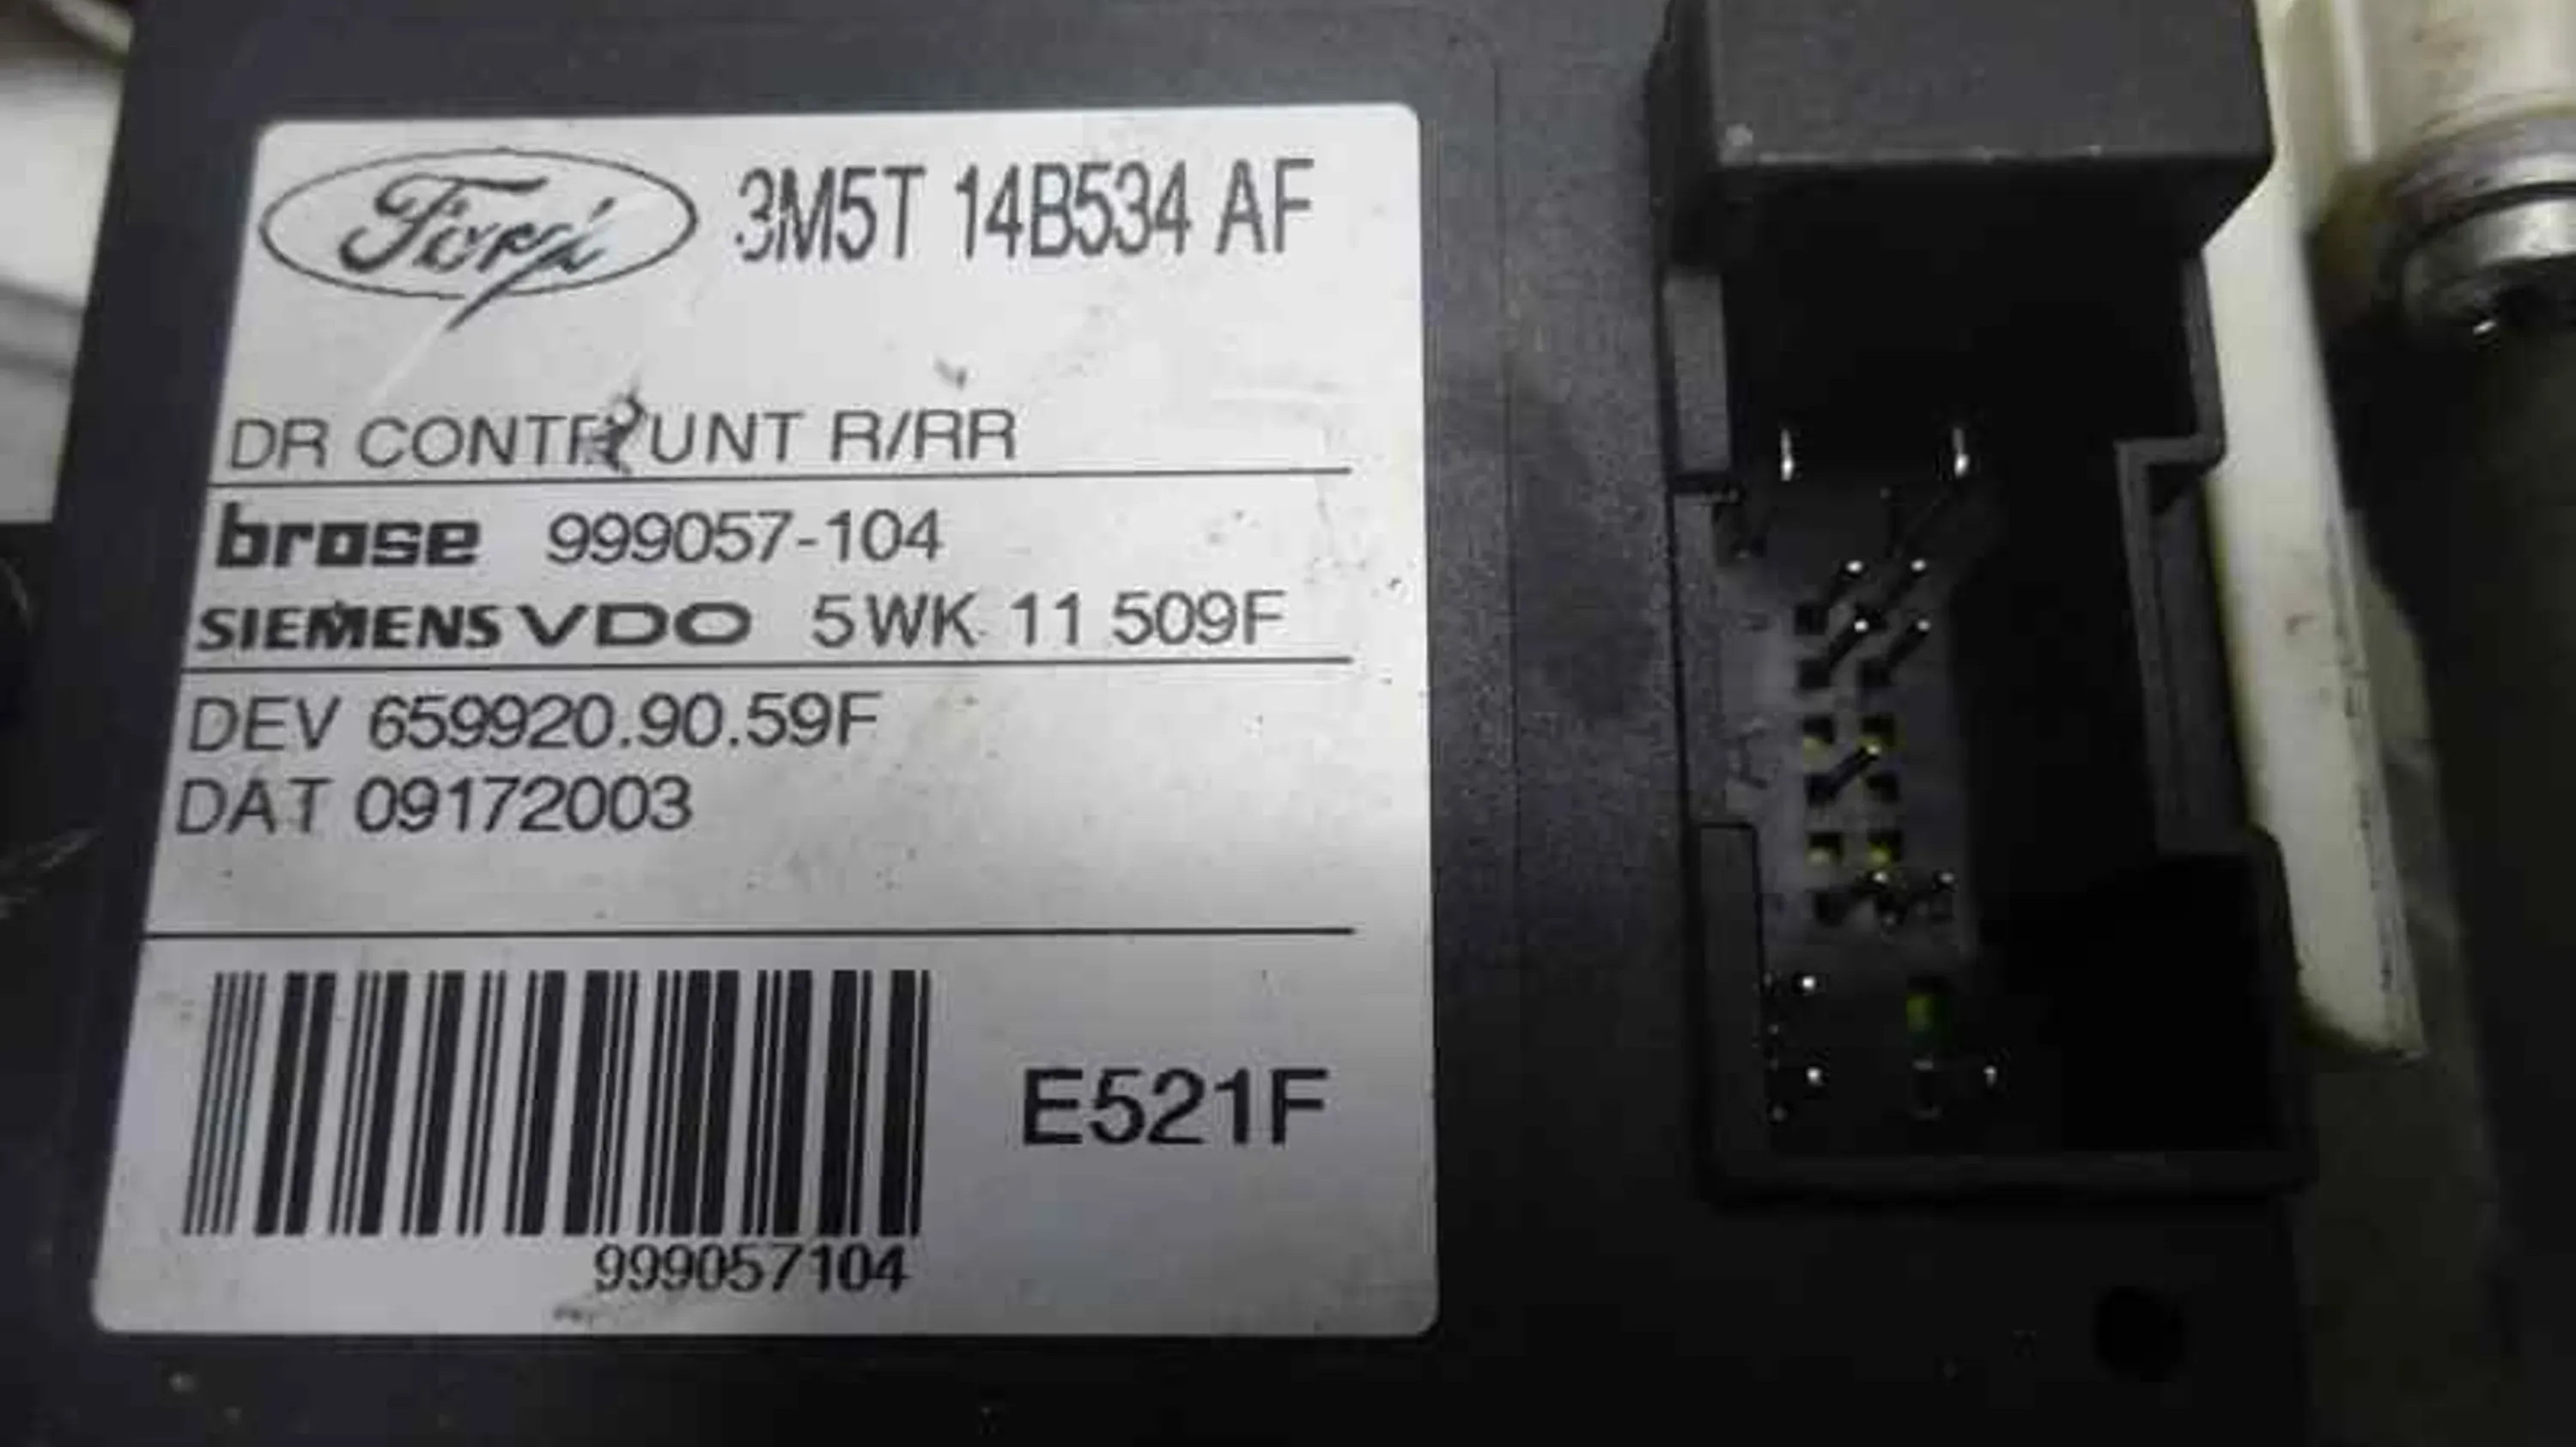 Ford 3M5T 14B534 AF
DR CONTR UNT R/RR
brose 999057-104
SIEMENS VDO 5WK 11 509F
DEV 659920.90.59F
DAT 09172003
E521F
999057104